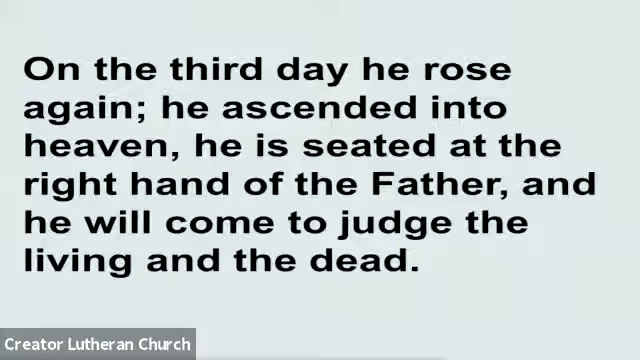 On the third day he rose
again; he ascended into
heaven, he is seated at the
right hand of the Father, and
he will come to judge the
living and the dead.
Creator Lutheran Church